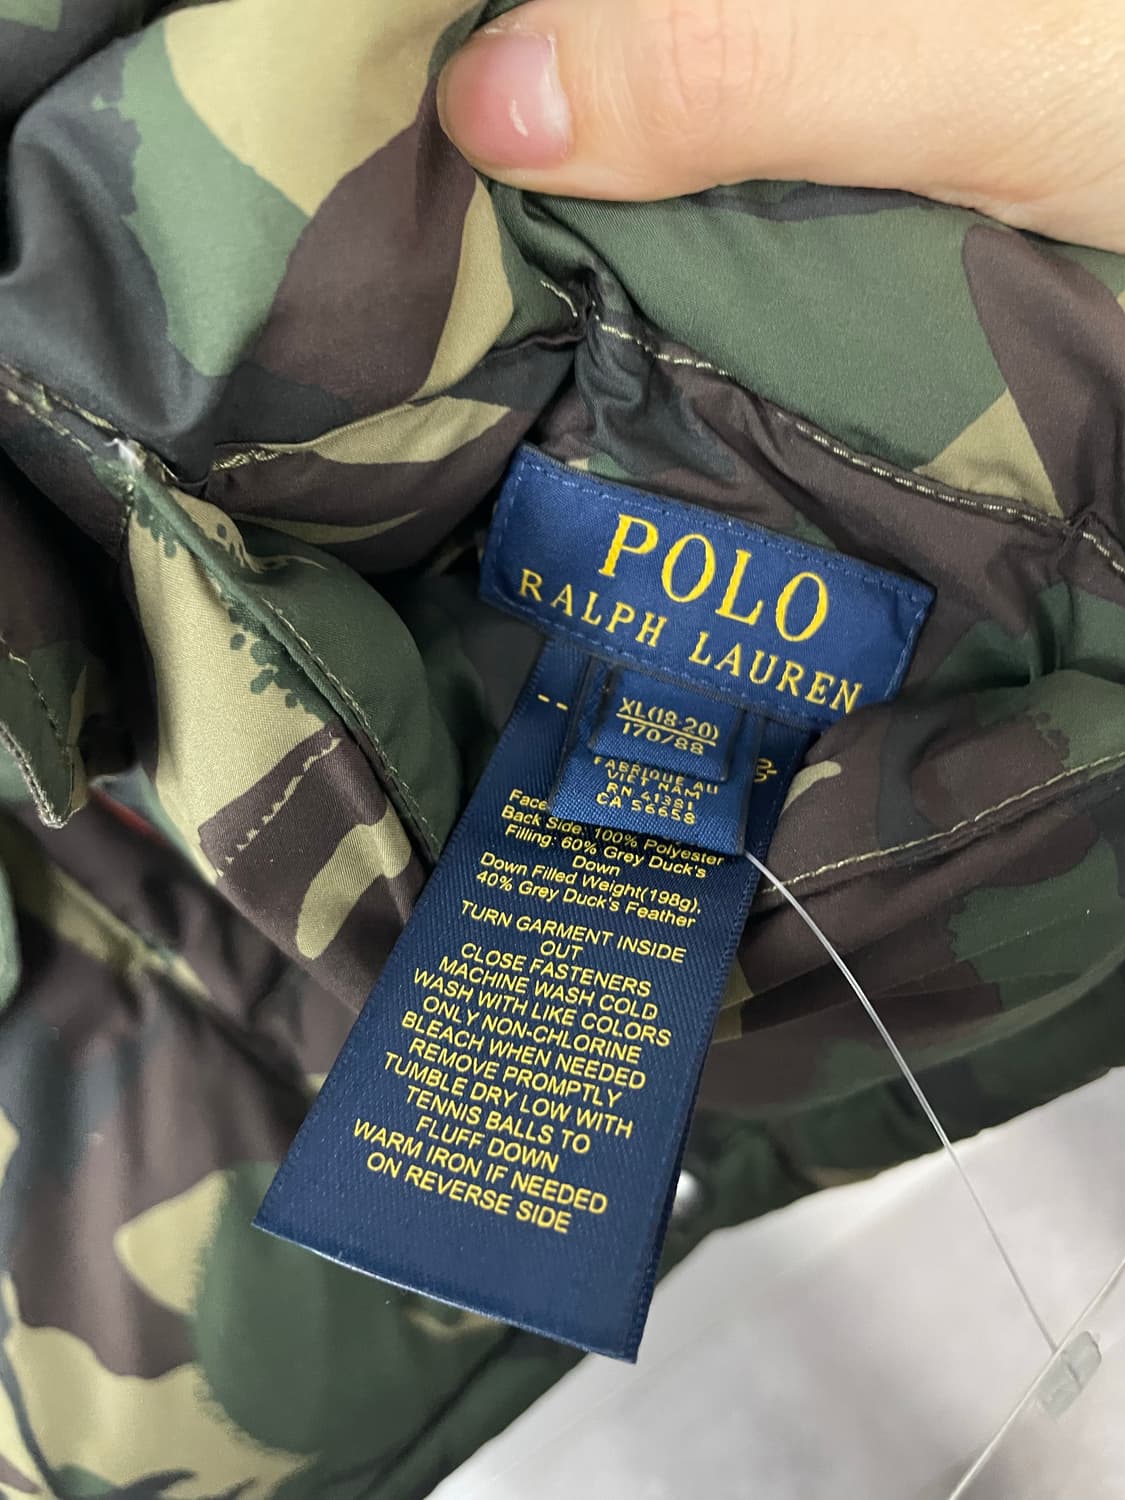 POLO
RALPH LAUREN
XL(18-20)
170/88
FABRIQUE AU
VIET NAM
RN 41381
CA 56658
Face
Back Side: 100% Polyester
Filling: 60% Grey Duck's
Down
Down Filled Weight(198g),
40% Grey Duck's Feather
TURN GARMENT INSIDE
OUT
CLOSE FASTENERS
MACHINE WASH COLD
WASH WITH LIKE COLORS
ONLY NON-CHLORINE
BLEACH WHEN NEEDED
REMOVE PROMPTLY
TUMBLE DRY LOW WITH
TENNIS BALLS TO
FLUFF DOWN
WARM IRON IF NEEDED
ON REVERSE SIDE